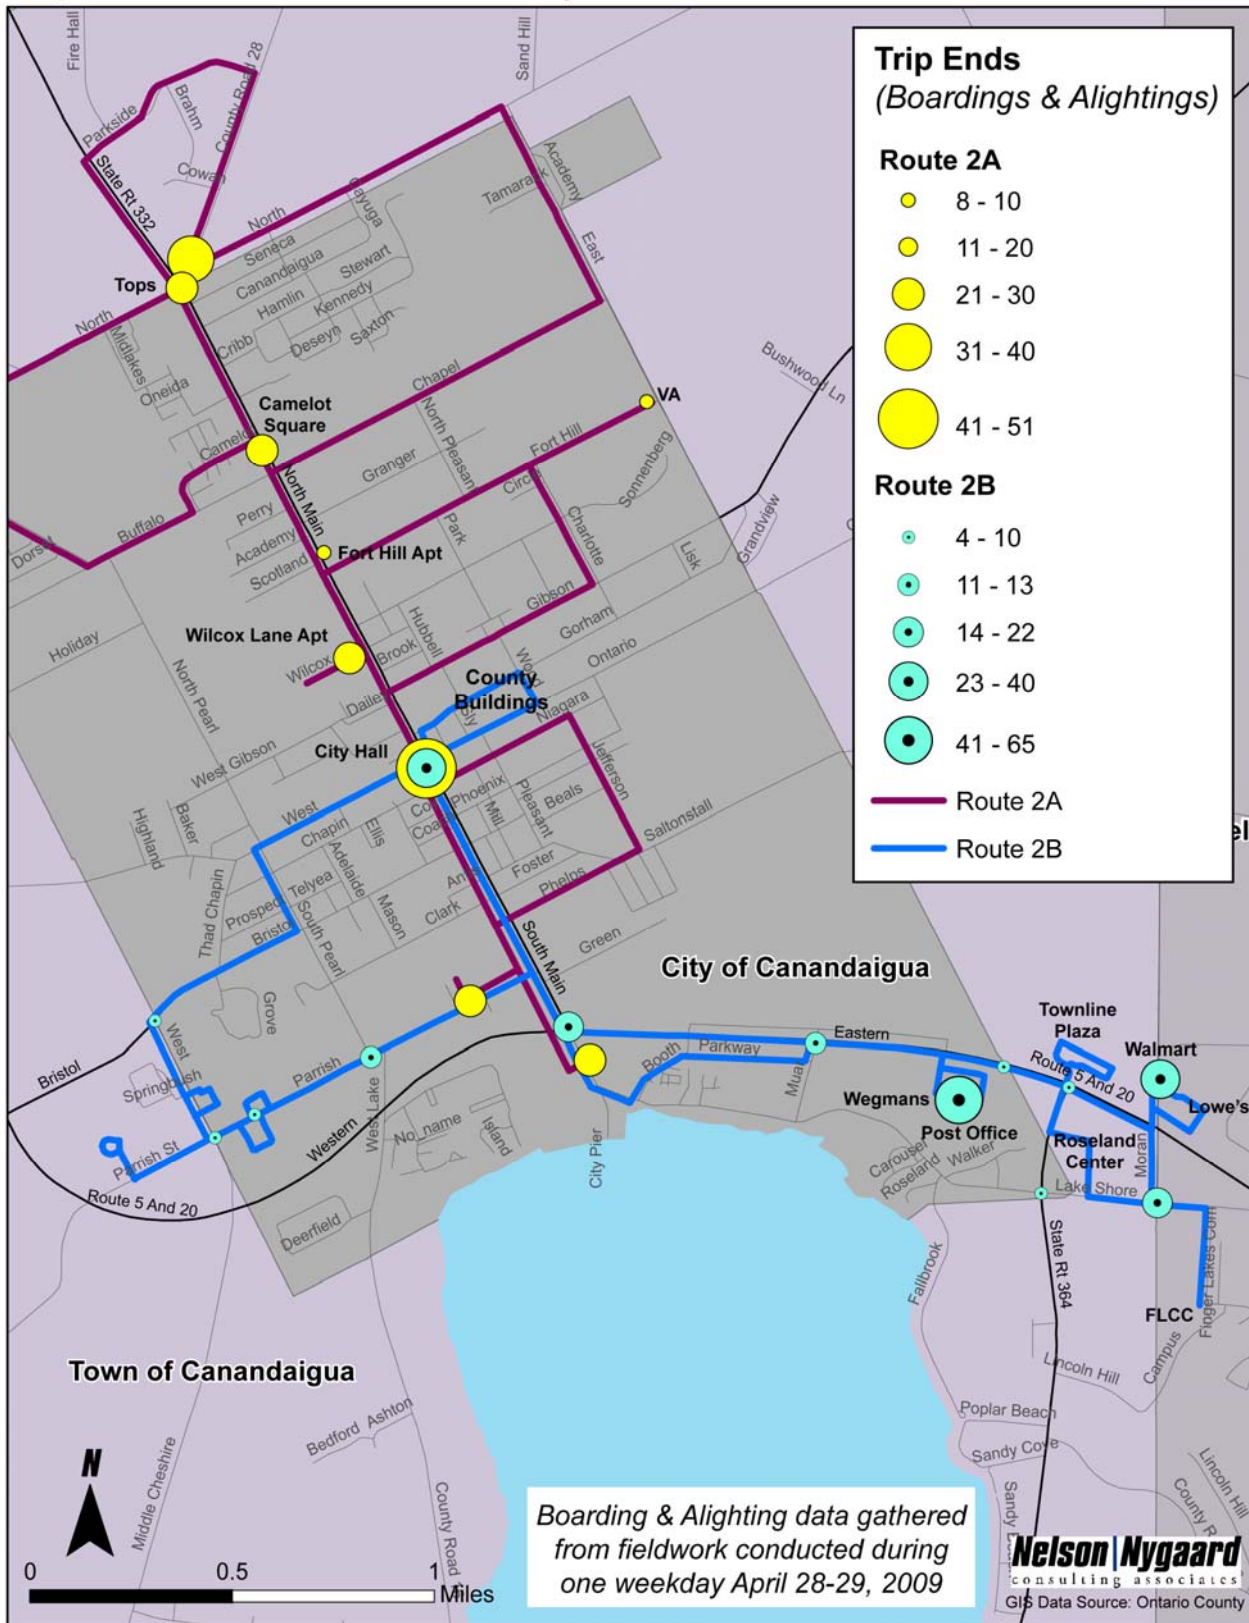 Trip Ends
(Boardings & Alightings)
Route 2A
8 - 10
11 - 20
21 - 30
31 - 40
41 - 51
Route 2B
4 - 10
11 - 13
14 - 22
23 - 40
41 - 65
Route 2A
Route 2B
Fire Hall
Sand Hill
County Road 28
Brahm
Parkside
Cowan
State Rt 332
Academy
Tamarack
Cayuga
North
Seneca
East
Canandaigua
Stewart
Tops
Hamlin
Kennedy
North
Midlakes
Cribb
Deseyn
Saxton
Oneida
Bushwood Ln
Chapel
VA
Camelot
Square
North Pleasant
Fort Hill
Granger
Sonnenberg
North Main
Circle
Buffalo
Perry
Grandview
Dorset
Academy
Park
Charlotte
Fort Hill Apt
Lisk
Scotland
Gibson
Hubbell
Gorham
Wilcox Lane Apt
Holiday
Wilcox
Brook
Wood
Ontario
North Pearl
County
Buildings
Dailey
Niagara
City Hall
West Gibson
Jefferson
Phoenix
West
Pleasant
Beals
Baker
Highland
Chapin
Ellis
Mill
Saltonstall
Adelaide
Foster
Telyea
Phelps
Thad Chapin
Mason
Clark
Bristol
South Pearl
South Main
Green
City of Canandaigua
Grove
Townline
Plaza
Eastern
Walmart
West
Parkway
Booth
Route 5 And 20
Bristol
Springbush
Parrish
Muar
Wegmans
Lowe's
West Lake
No_name
Post Office
Western
Island
Roseland
Center
Moran
Parrish St
City Pier
Carousel
Walker
Roseland
Lake Shore
Route 5 And 20
Deerfield
State Rt 364
Fallbrook
Finger Lakes Com
FLCC
Campus
Lincoln Hill
Town of Canandaigua
Poplar Beach
Bedford
Ashton
Sandy Cove
Middle Cheshire
County Road
Sandy
Lincoln Hill
County R
N
0
0.5
1
Miles
Boarding & Alighting data gathered
from fieldwork conducted during
one weekday April 28-29, 2009
Nelson|Nygaard
consulting associates
GIS Data Source: Ontario County